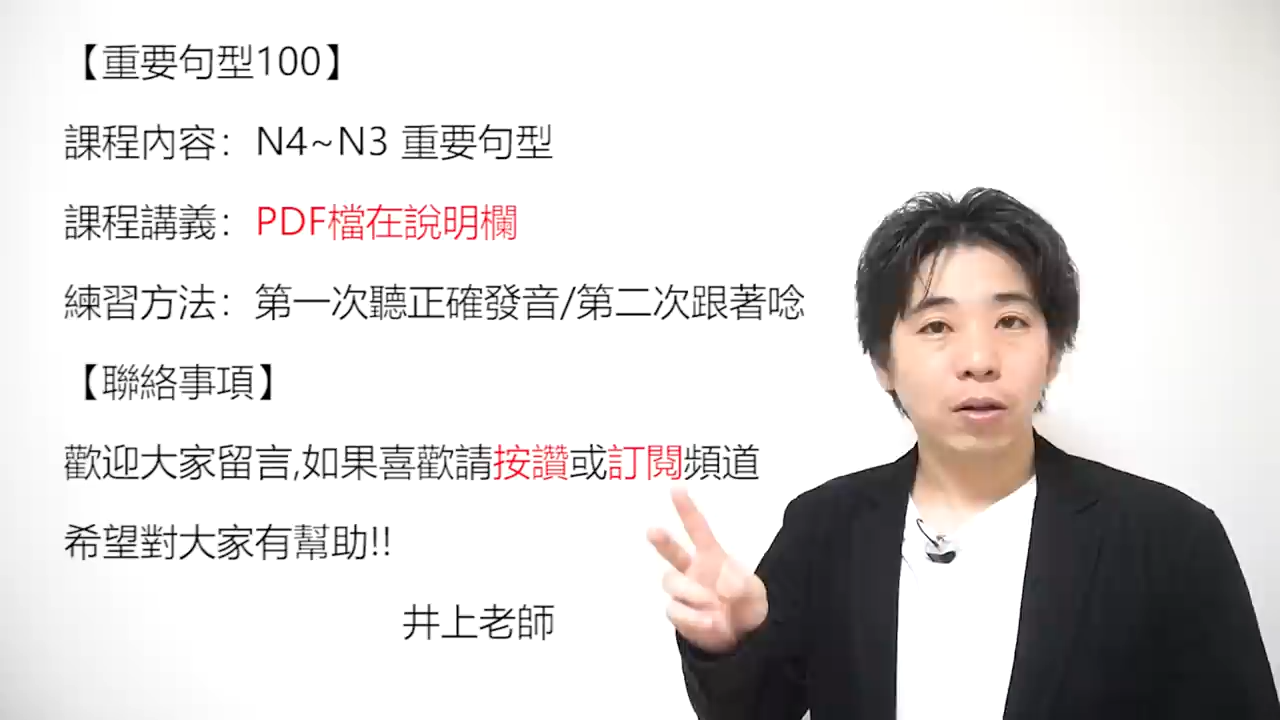 【重要句型100】
課程內容：N4~N3 重要句型
課程講義：PDF檔在說明欄
練習方法：第一次聽正確發音/第二次跟著唸
【聯絡事項】
歡迎大家留言,如果喜歡請按讚或訂閱頻道
希望對大家有幫助!!
井上老師